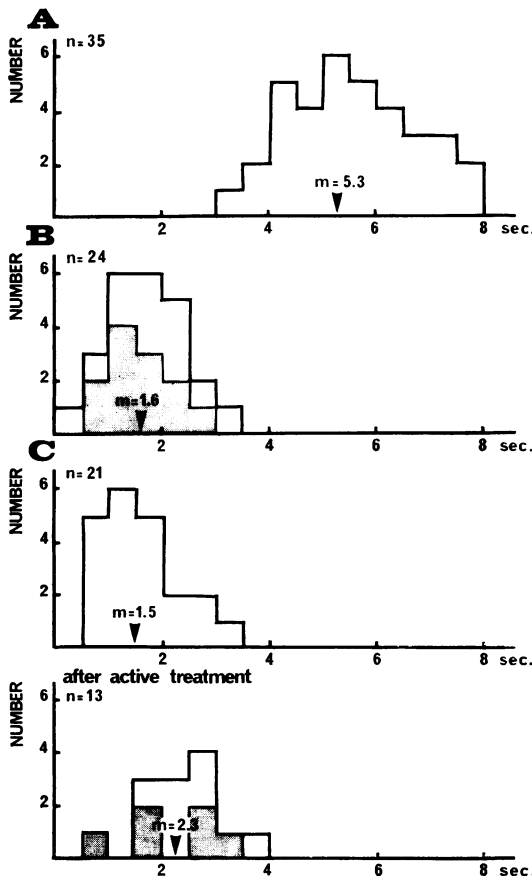 A
NUMBER
n=35
6
4
2
m=5.3
2 4 6 8 sec.
B
NUMBER
n=24
6
4
2
m=1.6
2 4 6 8 sec.
C
NUMBER
n=21
6
4
2
m=1.5
2 4 6 8 sec.
after active treatment
NUMBER
n=13
6
4
2
2 4 6 8 sec.